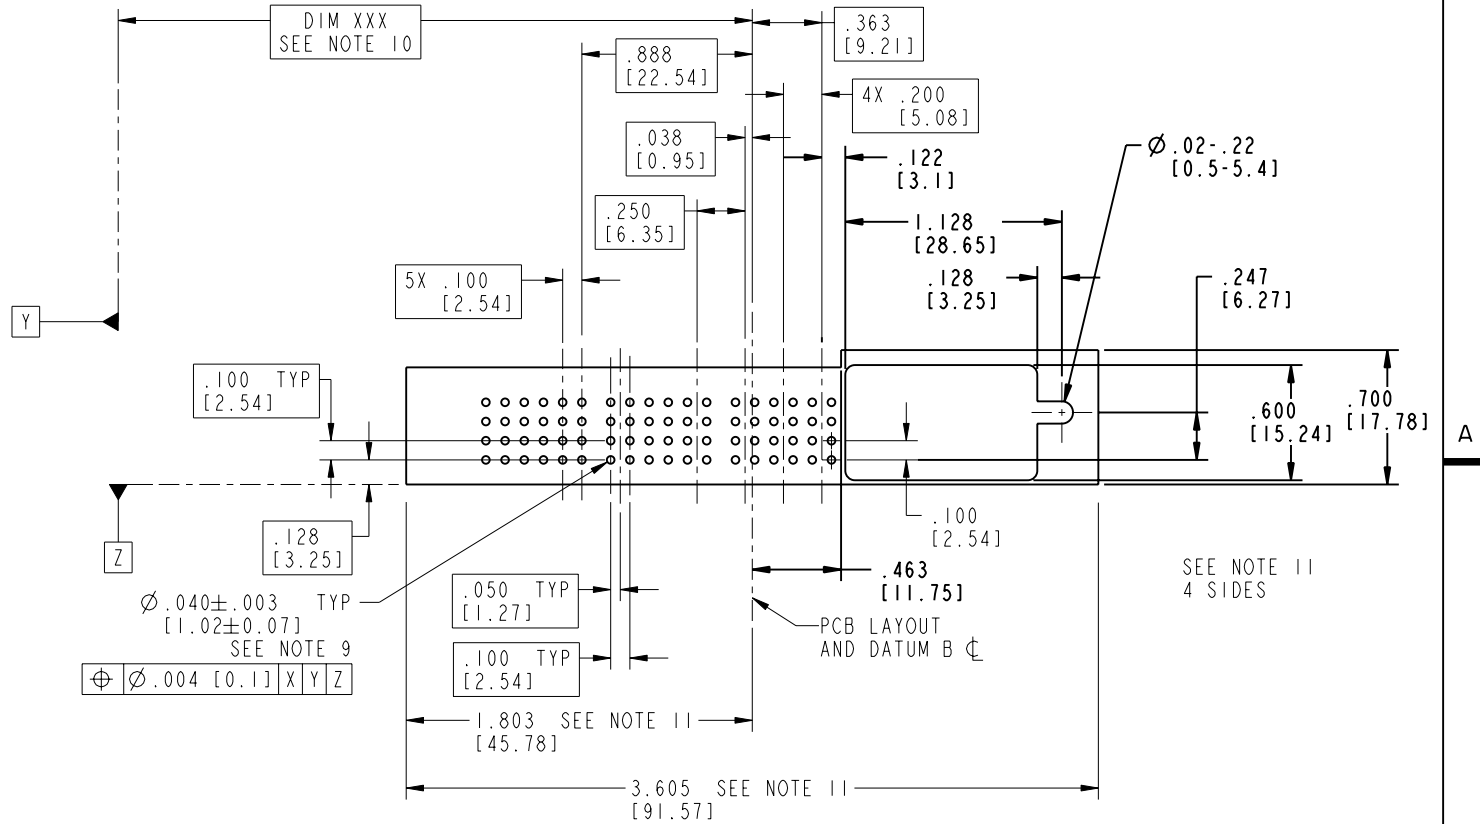 DIM XXX
SEE NOTE 10
.363
[9.21]
.888
[22.54]
4X .200
[5.08]
.038
[0.95]
.122
[3.1]
Ø.02-.22
[0.5-5.4]
.250
[6.35]
1.128
[28.65]
5X .100
[2.54]
.128
[3.25]
.247
[6.27]
Y
.100 TYP
[2.54]
.600
[15.24]
.700
[17.78]
A
Z
.128
[3.25]
.100
[2.54]
.463
[11.75]
SEE NOTE 11
4 SIDES
Ø.040±.003 TYP
[1.02±0.07]
SEE NOTE 9
⌖ Ø.004 [0.1] X Y Z
.050 TYP
[1.27]
PCB LAYOUT
AND DATUM B ℄
.100 TYP
[2.54]
1.803 SEE NOTE 11
[45.78]
3.605 SEE NOTE 11
[91.57]